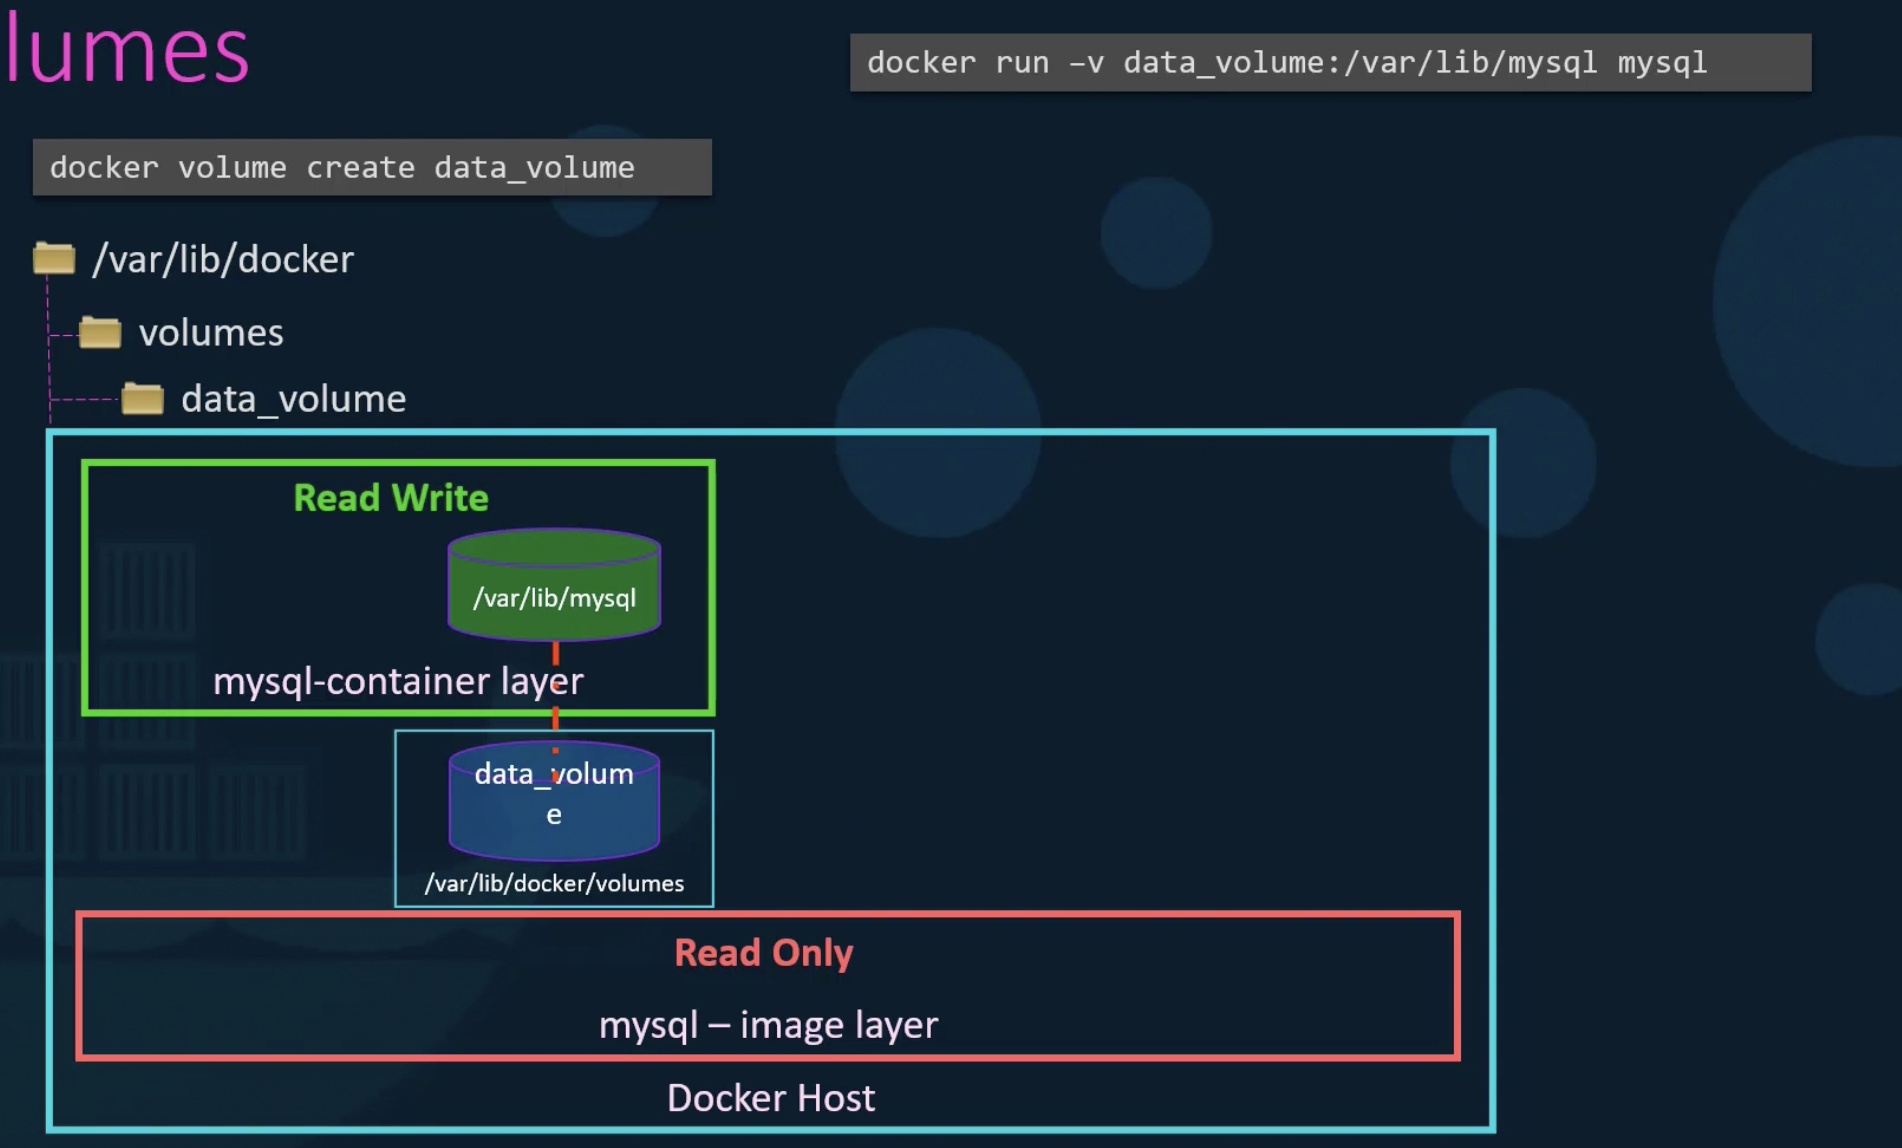 lumes
docker run –v data_volume:/var/lib/mysql mysql
docker volume create data_volume
/var/lib/docker
volumes
data_volume
Read Write
/var/lib/mysql
mysql-container layer
data_volum
e
/var/lib/docker/volumes
Read Only
mysql – image layer
Docker Host